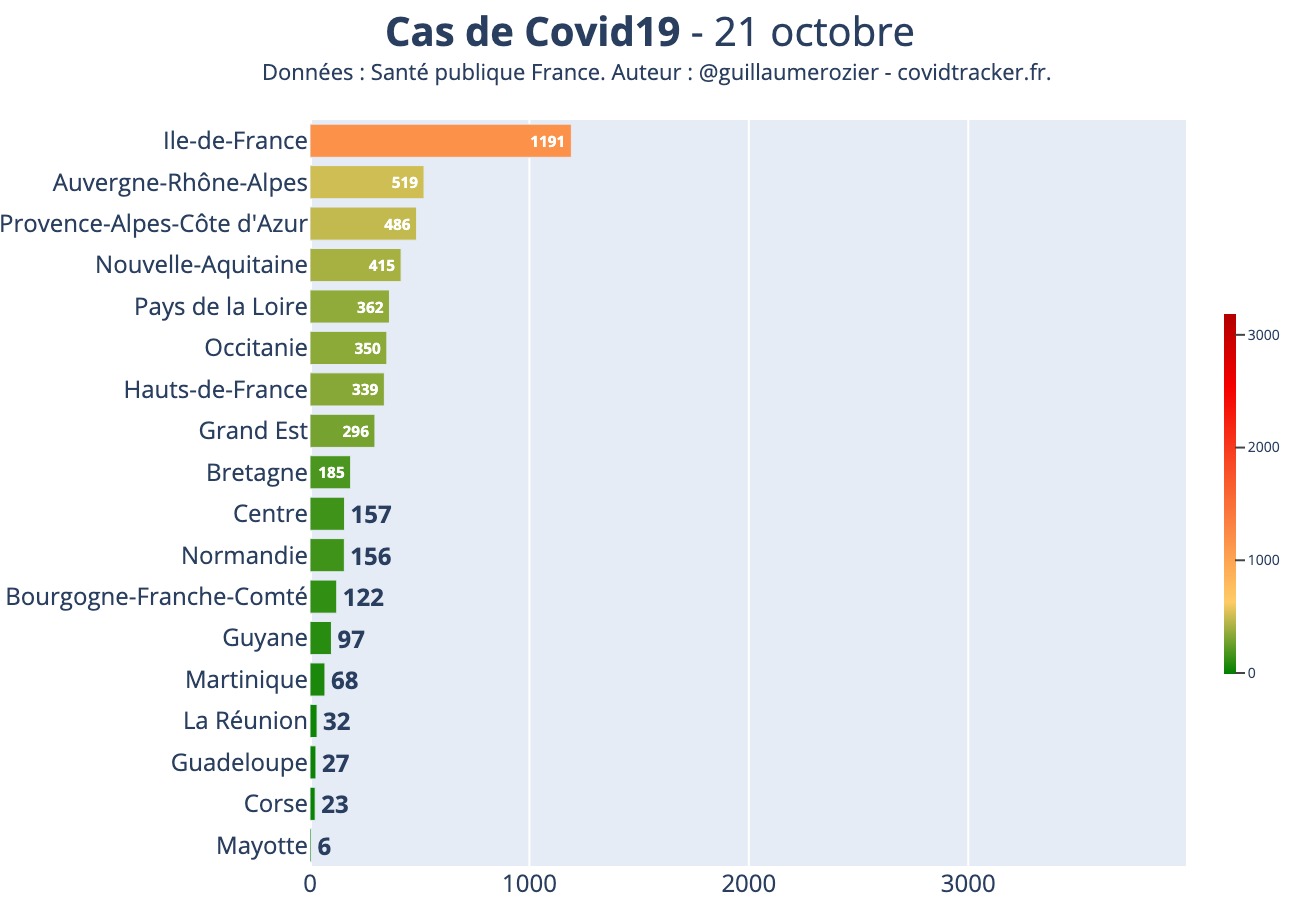 Cas de Covid19 - 21 octobre
Données : Santé publique France. Auteur : @guillaumerozier - covidtracker.fr.
Ile-de-France 1191
Auvergne-Rhône-Alpes 519
Provence-Alpes-Côte d'Azur 486
Nouvelle-Aquitaine 415
Pays de la Loire 362
Occitanie 350
Hauts-de-France 339
Grand Est 296
Bretagne 185
Centre 157
Normandie 156
Bourgogne-Franche-Comté 122
Guyane 97
Martinique 68
La Réunion 32
Guadeloupe 27
Corse 23
Mayotte 6
0 1000 2000 3000
3000
2000
1000
0